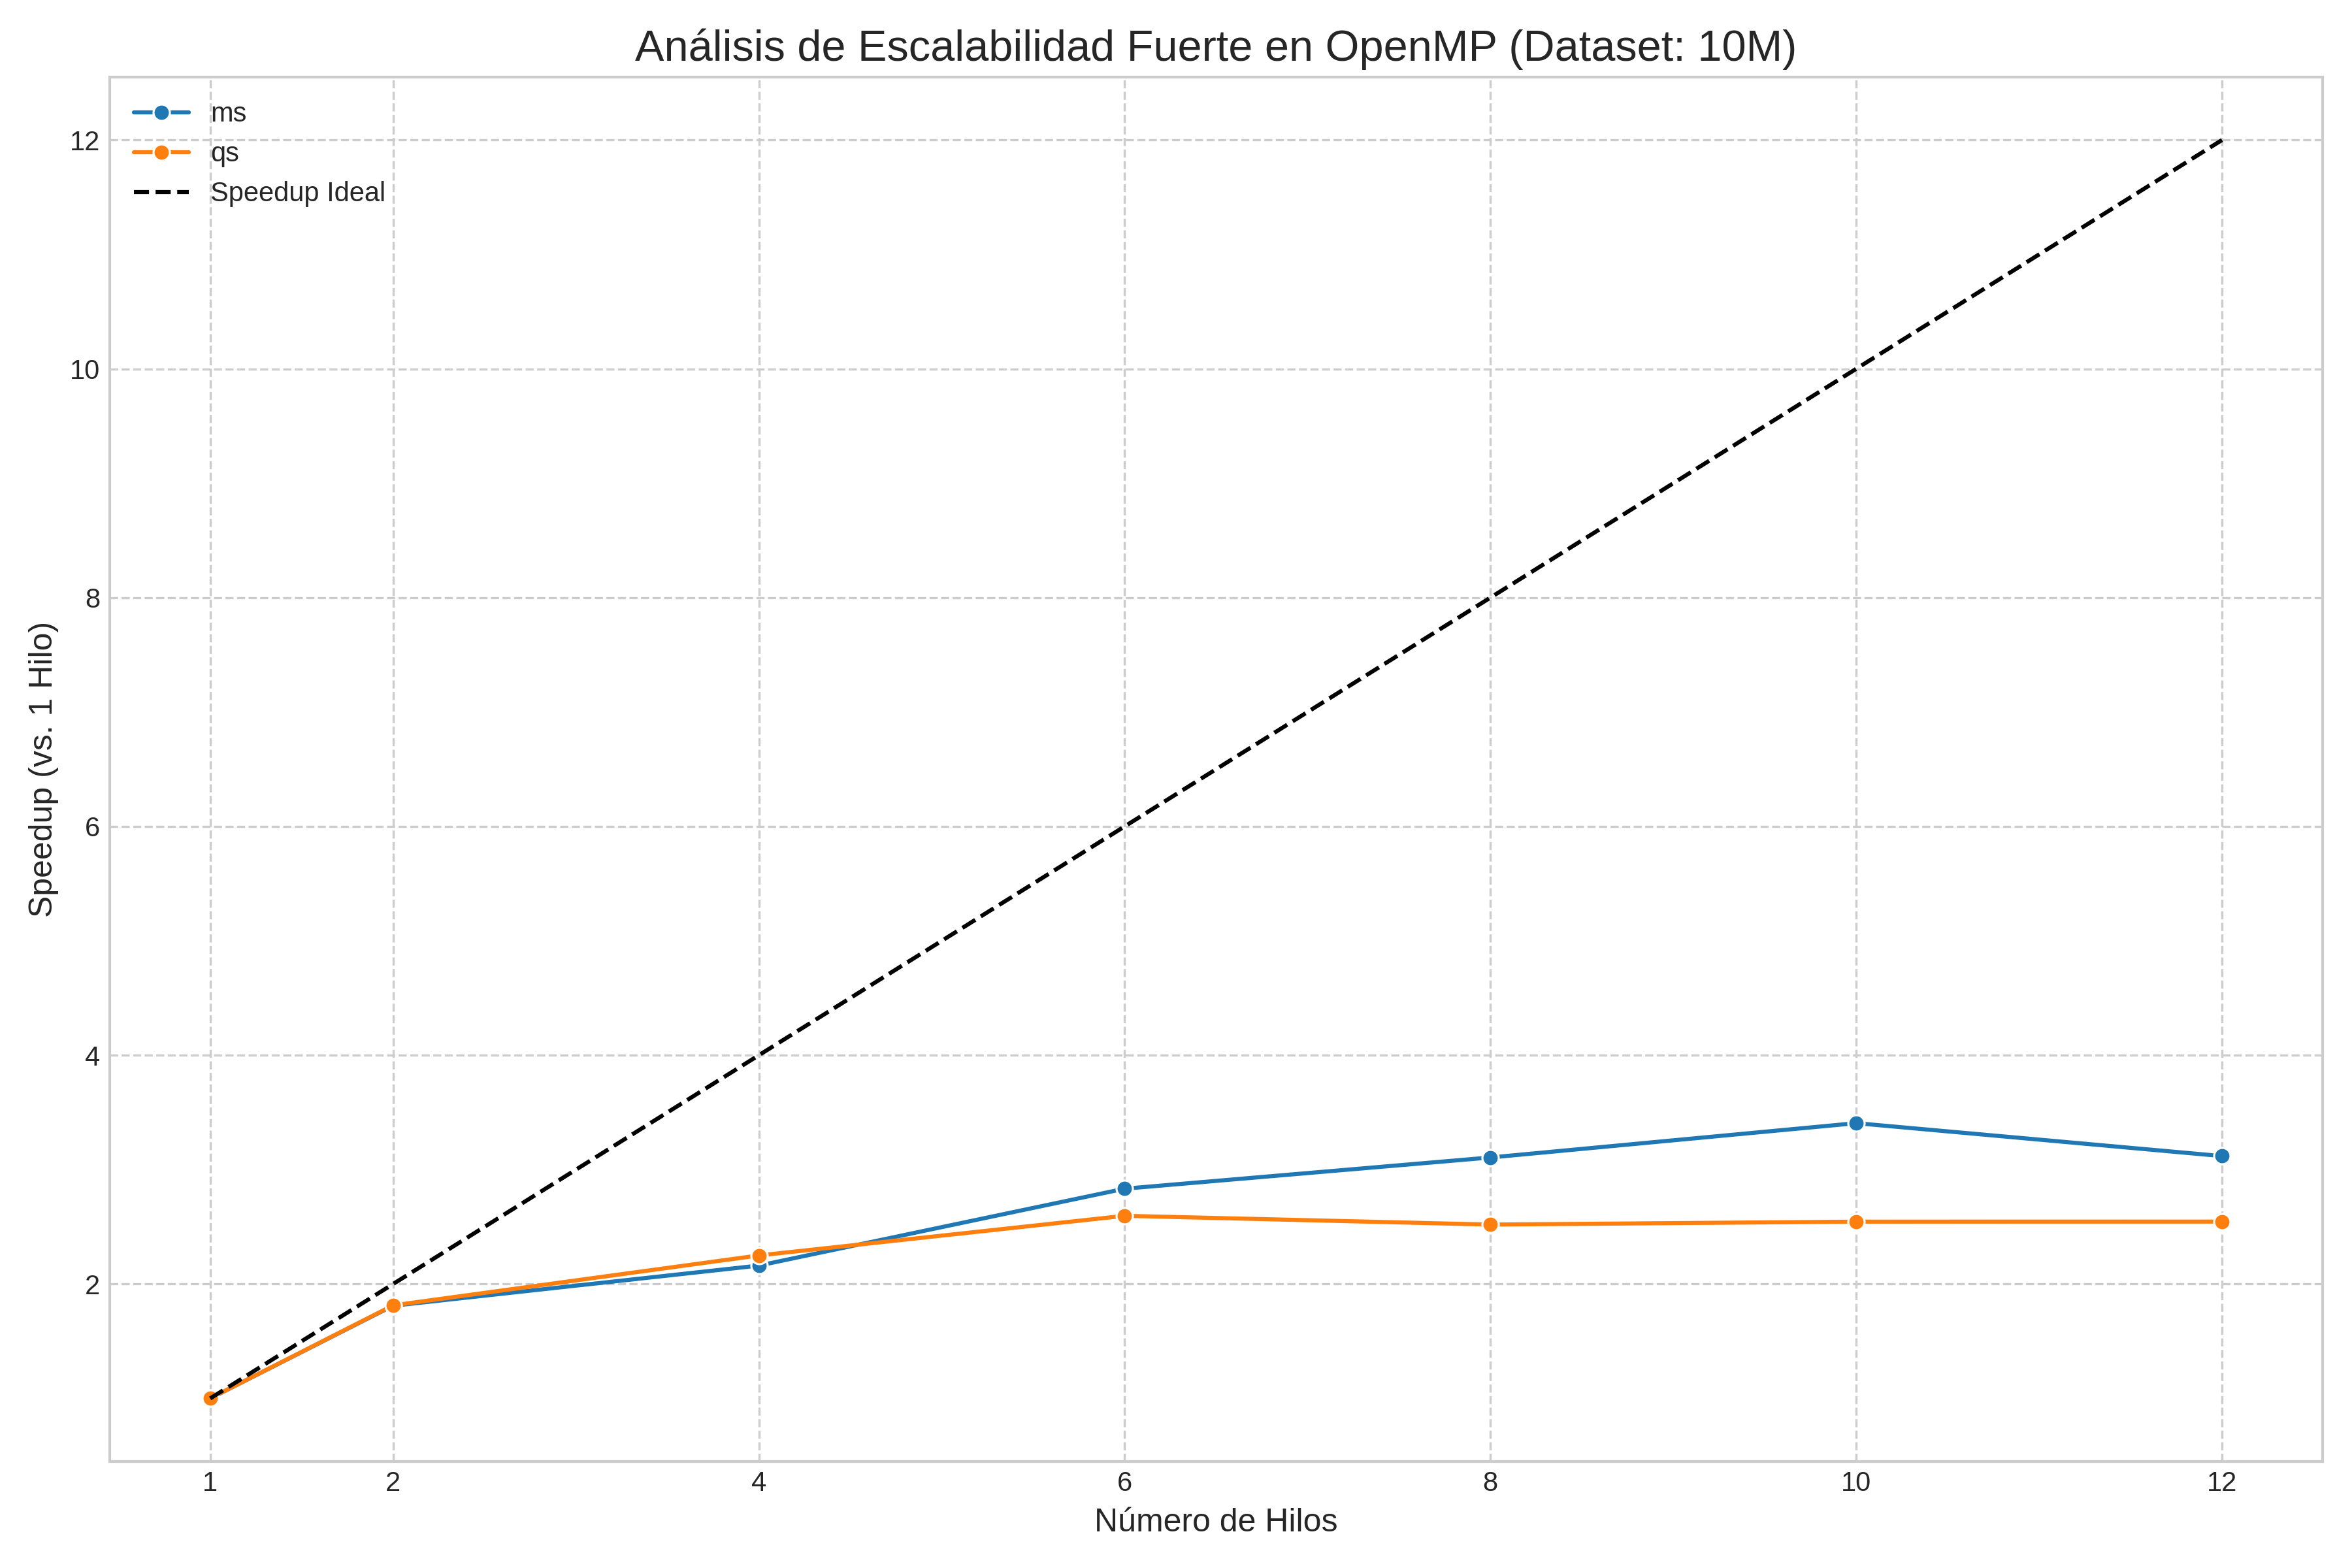 Análisis de Escalabilidad Fuerte en OpenMP (Dataset: 10M)
ms
qs
Speedup Ideal
12
10
8
6
4
2
Speedup (vs. 1 Hilo)
1 2 4 6 8 10 12
Número de Hilos